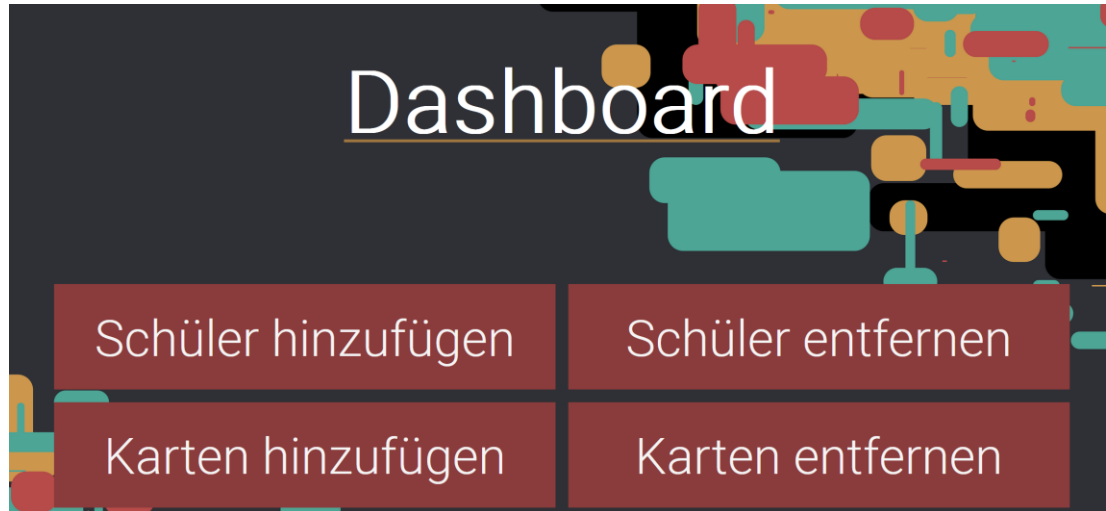 Dashboard
Schüler hinzufügen
Schüler entfernen
Karten hinzufügen
Karten entfernen